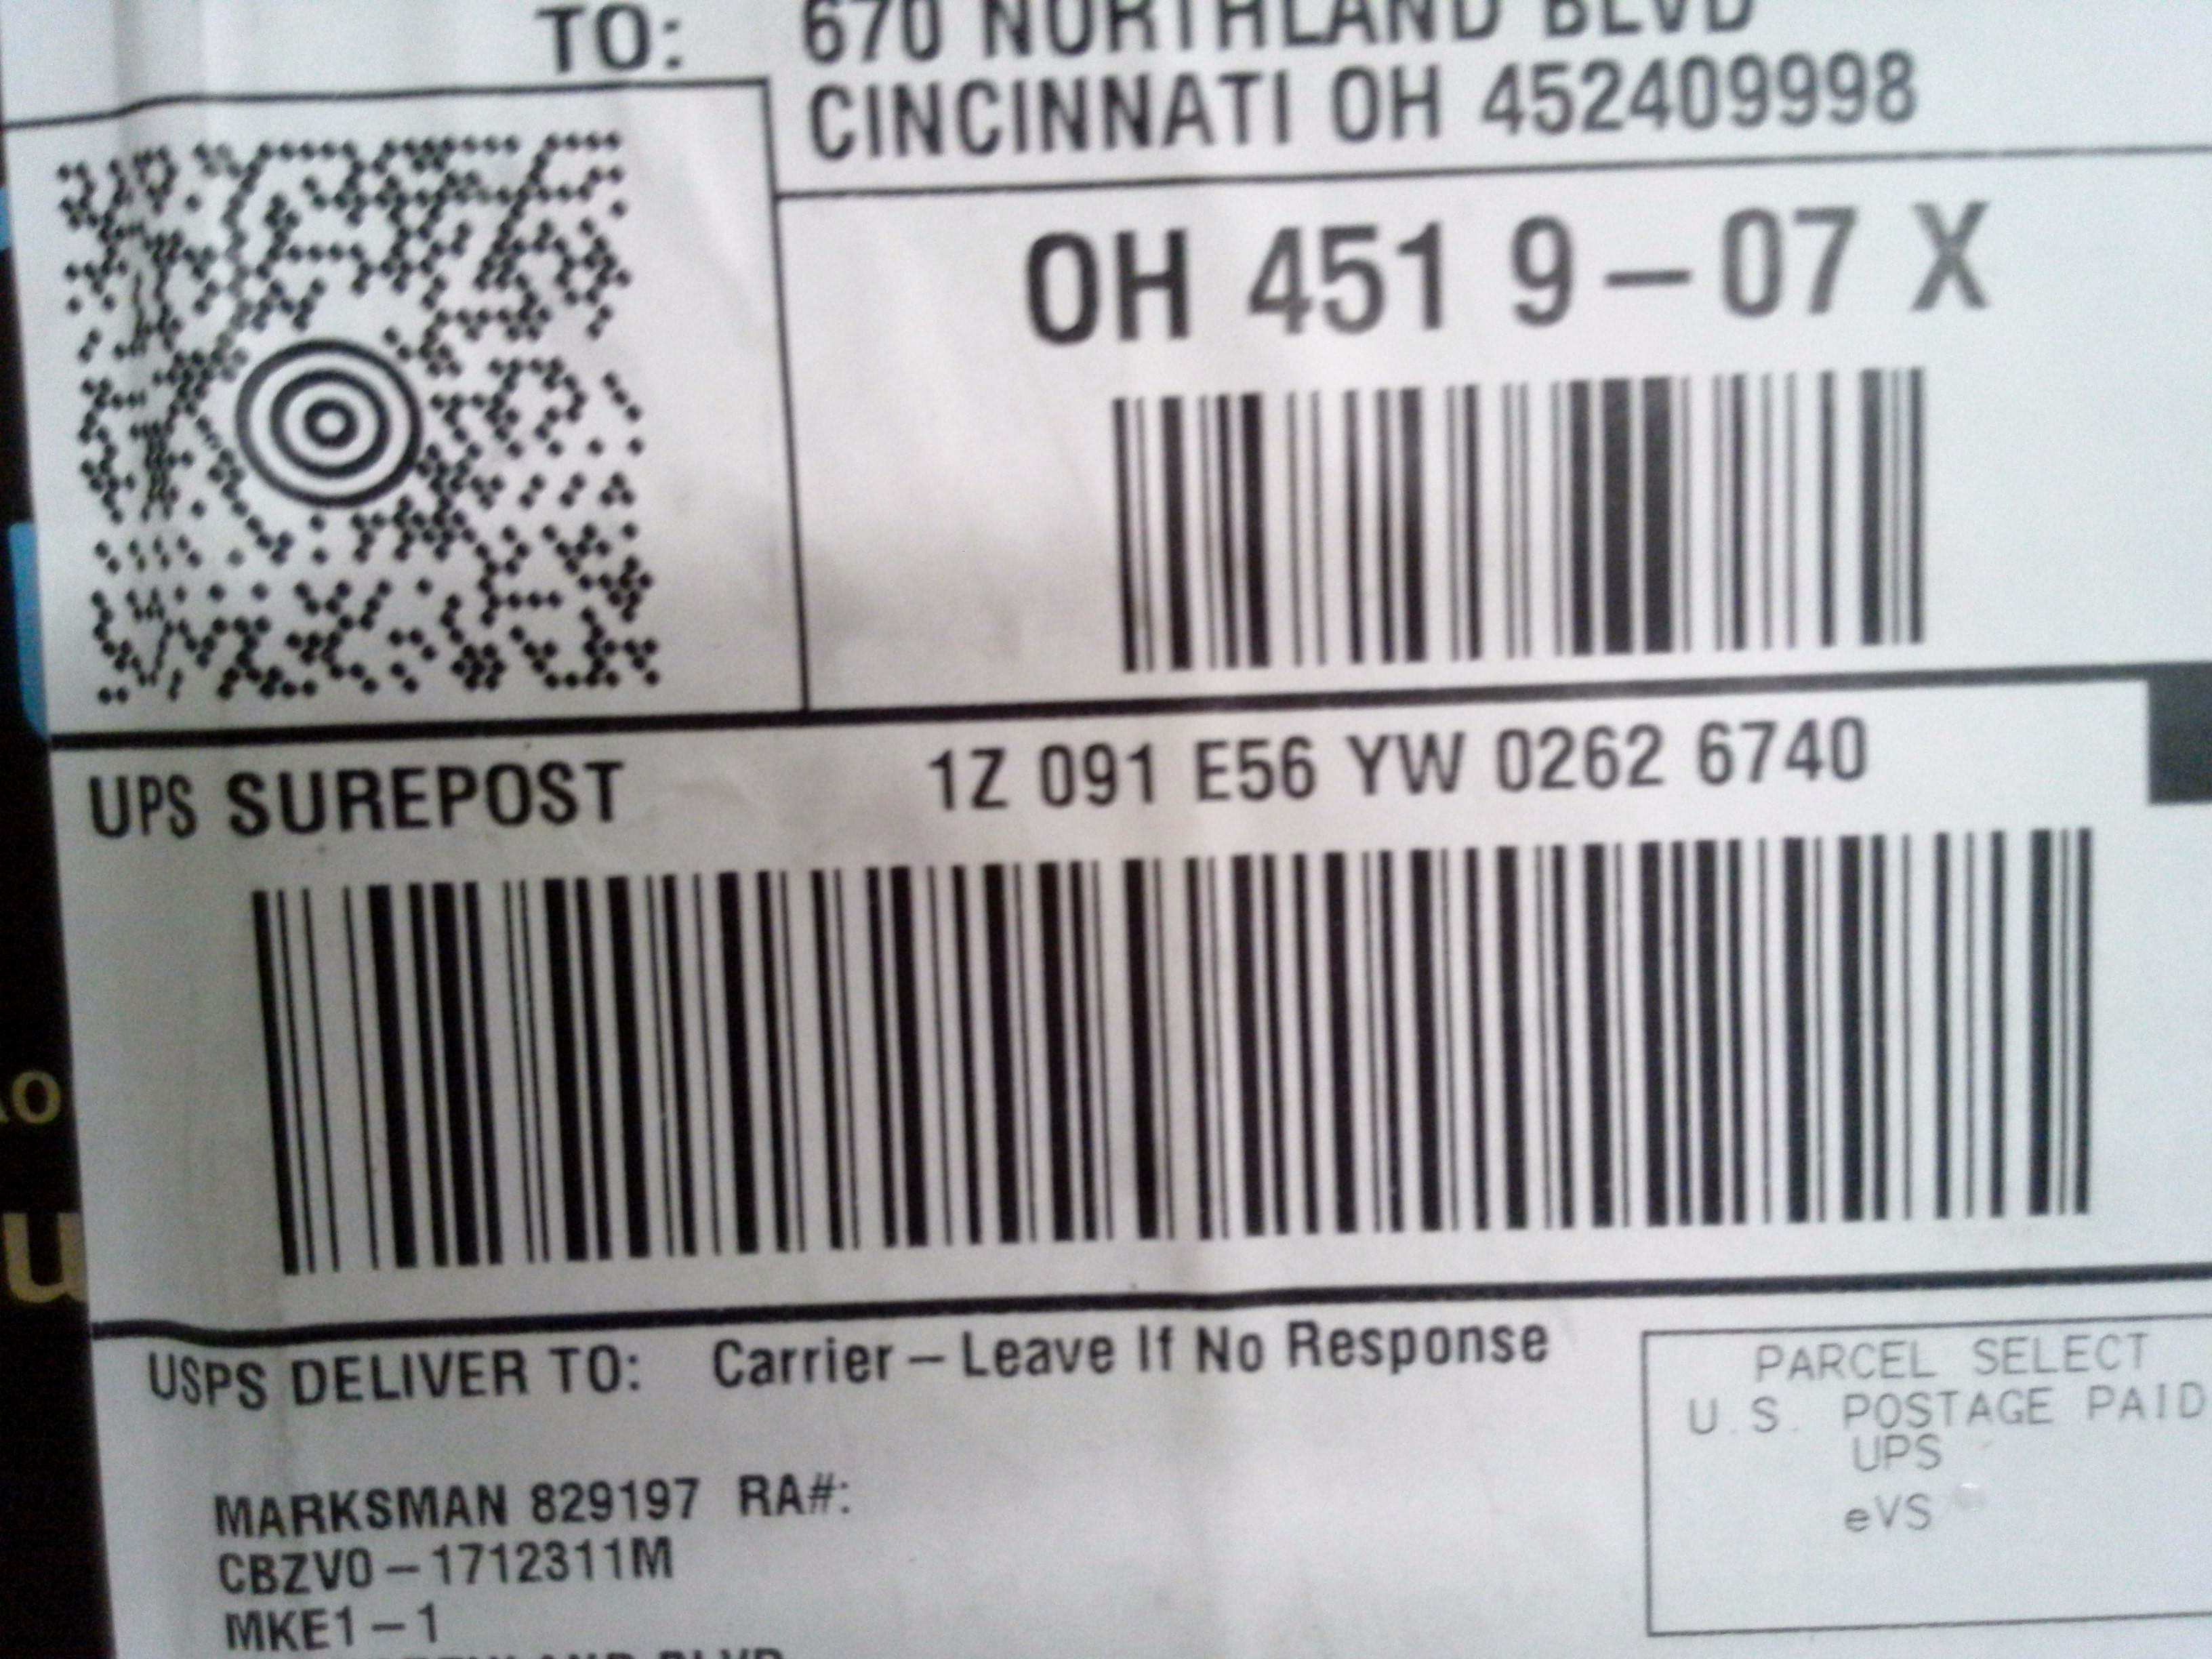 TO: 670 NORTHLAND BLVD
CINCINNATI OH 452409998
OH 451 9-07 X
UPS SUREPOST 1Z 091 E56 YW 0262 6740
USPS DELIVER TO: Carrier - Leave If No Response
MARKSMAN 829197 RA#:
CBZV0-1712311M
MKE1-1
BLVD
PARCEL SELECT
U.S. POSTAGE PAID
UPS
eVS